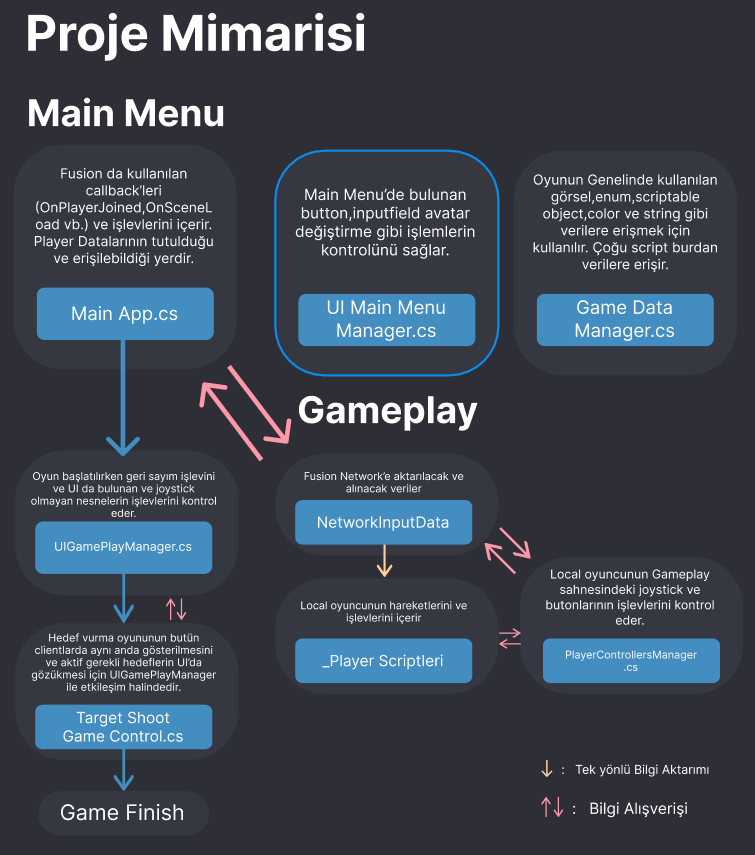 Proje Mimarisi
Main Menu
Fusion da kullanılan
callback'leri
(OnPlayerJoined,OnSceneL
oad vb.) ve işlevlerini içerir.
Player Datalarının tutulduğu
ve erişilebildiği yerdir.
Main App.cs
Main Menu'de bulunan
button,inputfield avatar
değiştirme gibi işlemlerin
kontrolünü sağlar.
UI Main Menu
Manager.cs
Oyunun Genelinde kullanılan
görsel,enum,scriptable
object,color ve string gibi
verilere erişmek için
kullanılır. Çoğu script burdan
verilere erişir.
Game Data
Manager.cs
Gameplay
Oyun başlatılırken geri sayım işlevini
ve UI da bulunan ve joystick
olmayan nesnelerin işlevlerini kontrol
eder.
UIGamePlayManager.cs
Fusion Network'e aktarılacak ve
alınacak veriler
NetworkInputData
Local oyuncunun Gameplay
sahnesindeki joystick ve
butonlarının işlevlerini kontrol
eder.
PlayerControllersManager
.cs
Local oyuncunun hareketlerini ve
işlevlerini içerir
_Player Scriptleri
Hedef vurma oyununun bütün
clientlarda aynı anda gösterilmesini
ve aktif gerekli hedeflerin UI'da
gözükmesi için UIGamePlayManager
ile etkileşim halindedir.
Target Shoot
Game Control.cs
Game Finish
: Tek yönlü Bilgi Aktarımı
: Bilgi Alışverişi